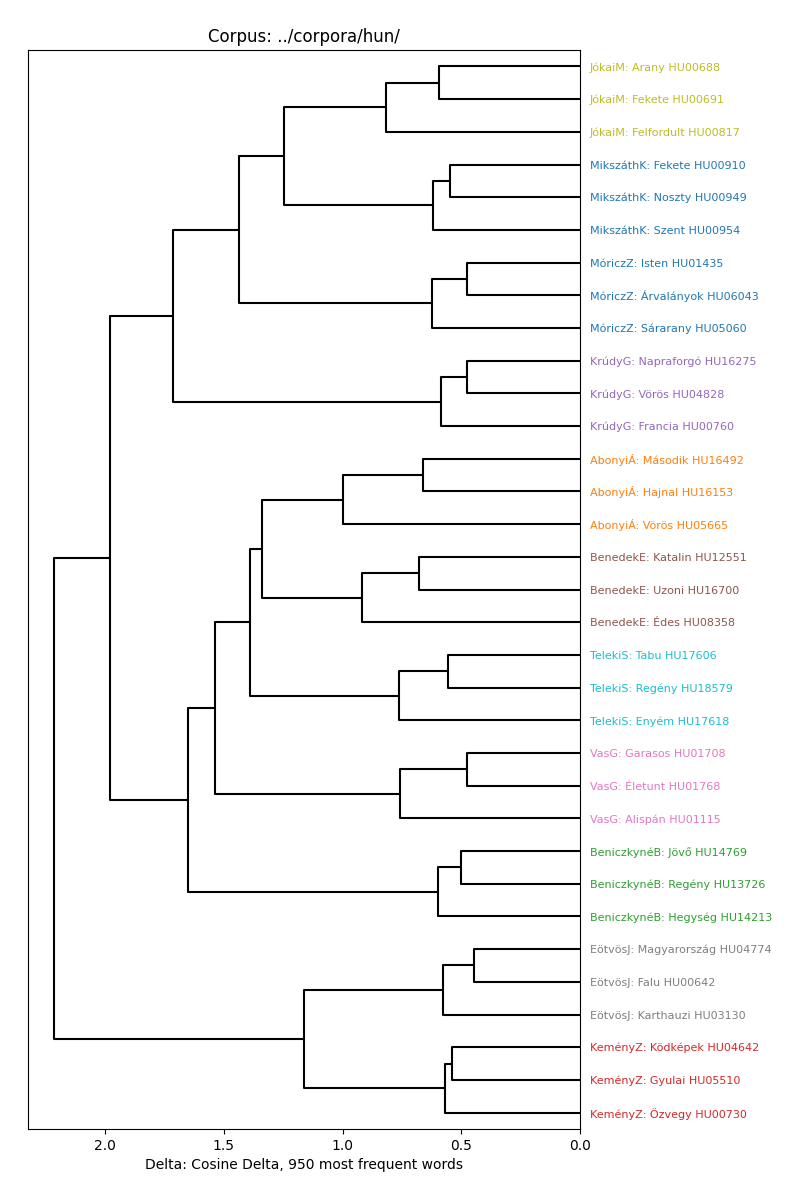 Corpus: ../corpora/hun/
JókaiM: Arany HU00688
JókaiM: Fekete HU00691
JókaiM: Felfordult HU00817
MikszáthK: Fekete HU00910
MikszáthK: Noszty HU00949
MikszáthK: Szent HU00954
MóriczZ: Isten HU01435
MóriczZ: Árvalányok HU06043
MóriczZ: Sárarany HU05060
KrúdyG: Napraforgó HU16275
KrúdyG: Vörös HU04828
KrúdyG: Francia HU00760
AbonyiÁ: Második HU16492
AbonyiÁ: Hajnal HU16153
AbonyiÁ: Vörös HU05665
BenedekE: Katalin HU12551
BenedekE: Uzoni HU16700
BenedekE: Édes HU08358
TelekiS: Tabu HU17606
TelekiS: Regény HU18579
TelekiS: Enyém HU17618
VasG: Garasos HU01708
VasG: Életunt HU01768
VasG: Alispán HU01115
BeniczkynéB: Jövő HU14769
BeniczkynéB: Regény HU13726
BeniczkynéB: Hegység HU14213
EötvösJ: Magyarország HU04774
EötvösJ: Falu HU00642
EötvösJ: Karthauzi HU03130
KeményZ: Ködképek HU04642
KeményZ: Gyulai HU05510
KeményZ: Özvegy HU00730
2.0 1.5 1.0 0.5 0.0
Delta: Cosine Delta, 950 most frequent words